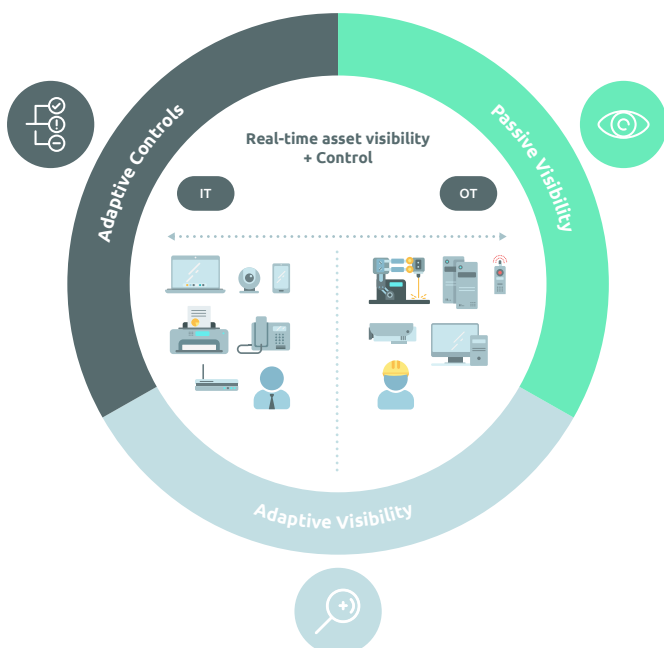 Adaptive Controls
Passive Visibility
Real-time asset visibility
+ Control
IT
OT
Adaptive Visibility